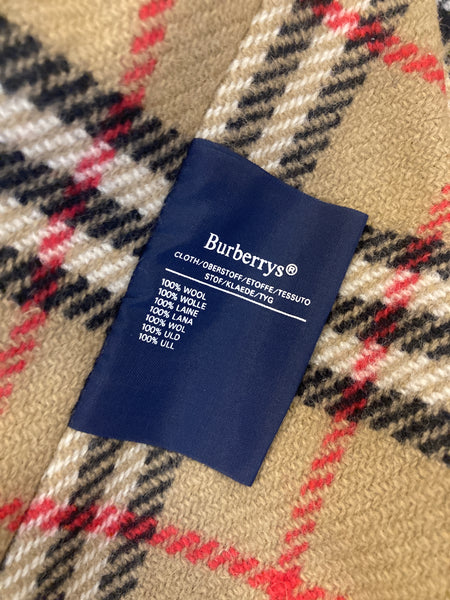 Burberrys®
CLOTH/OBERSTOFF/ETOFFE/TESSUTO
STOF/KLAEDE/TYG
100% WOOL
100% WOLLE
100% LAINE
100% LANA
100% WOL
100% ULD
100% ULL